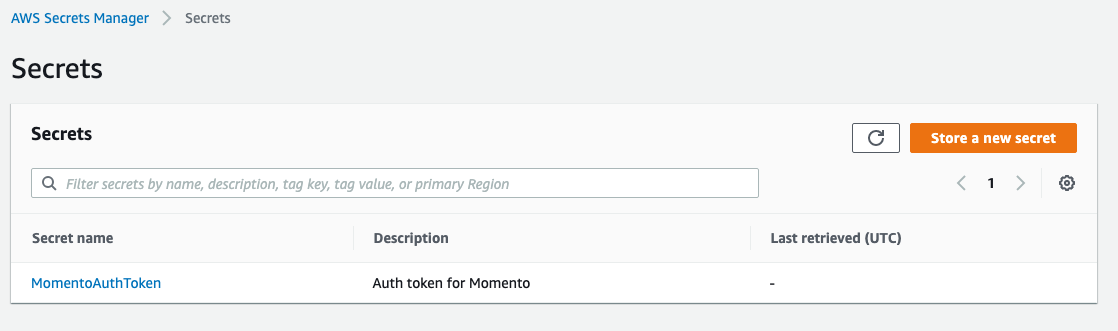 AWS Secrets Manager > Secrets
Secrets
Secrets
Store a new secret
Filter secrets by name, description, tag key, tag value, or primary Region
1
Secret name Description Last retrieved (UTC)
MomentoAuthToken Auth token for Momento -